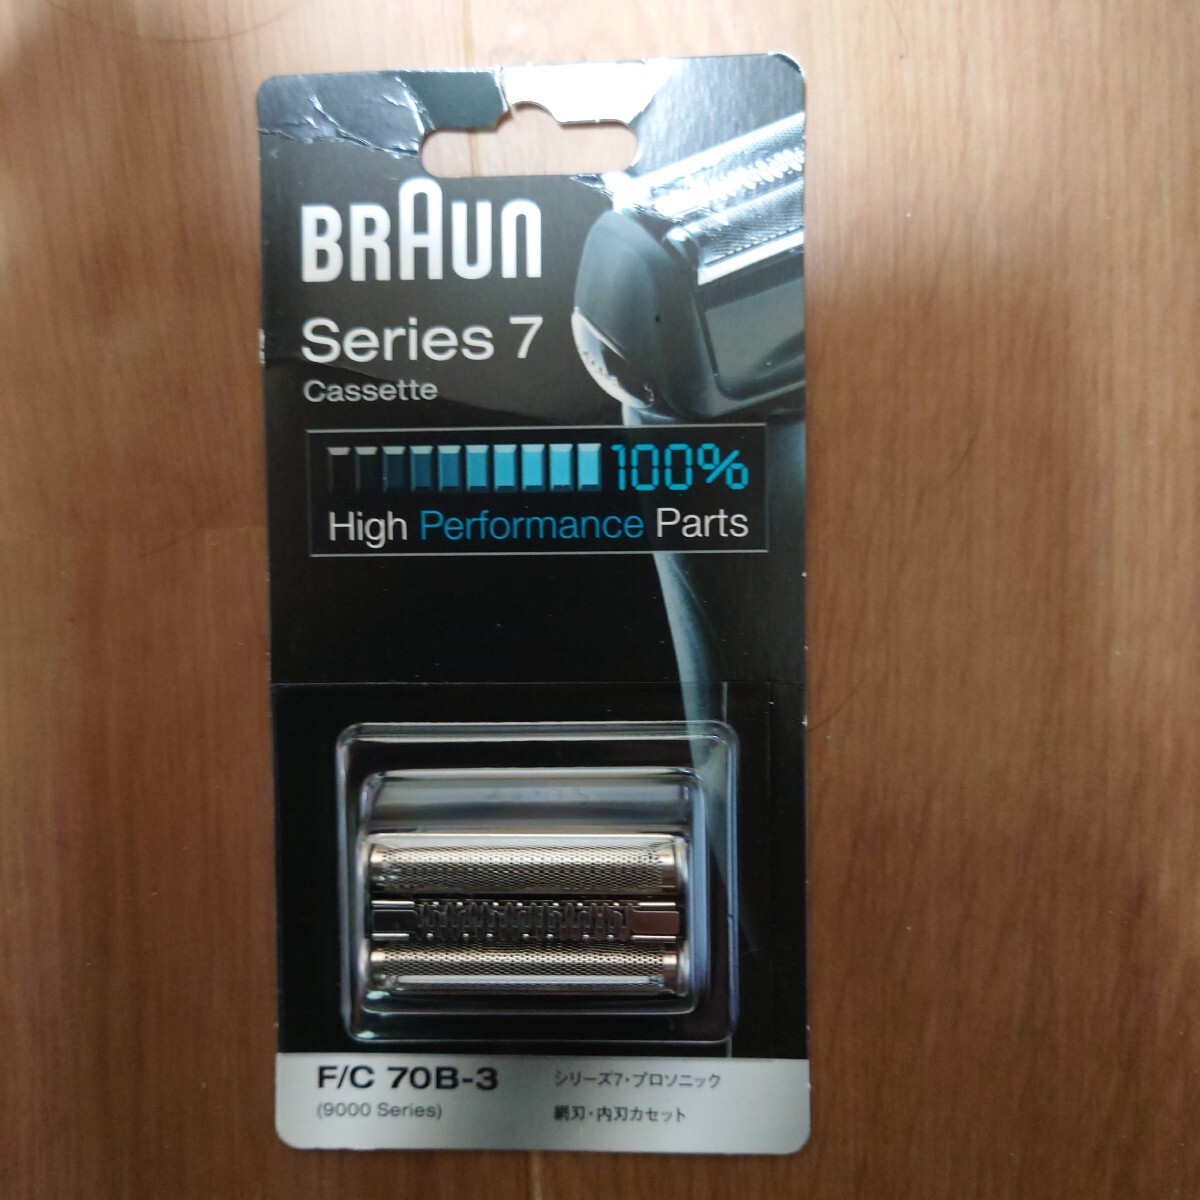 BRAUN
Series 7
Cassette
100%
High Performance Parts
F/C 70B-3
(9000 Series)
シリーズ7・プロソニック
網刃・内刃カセット